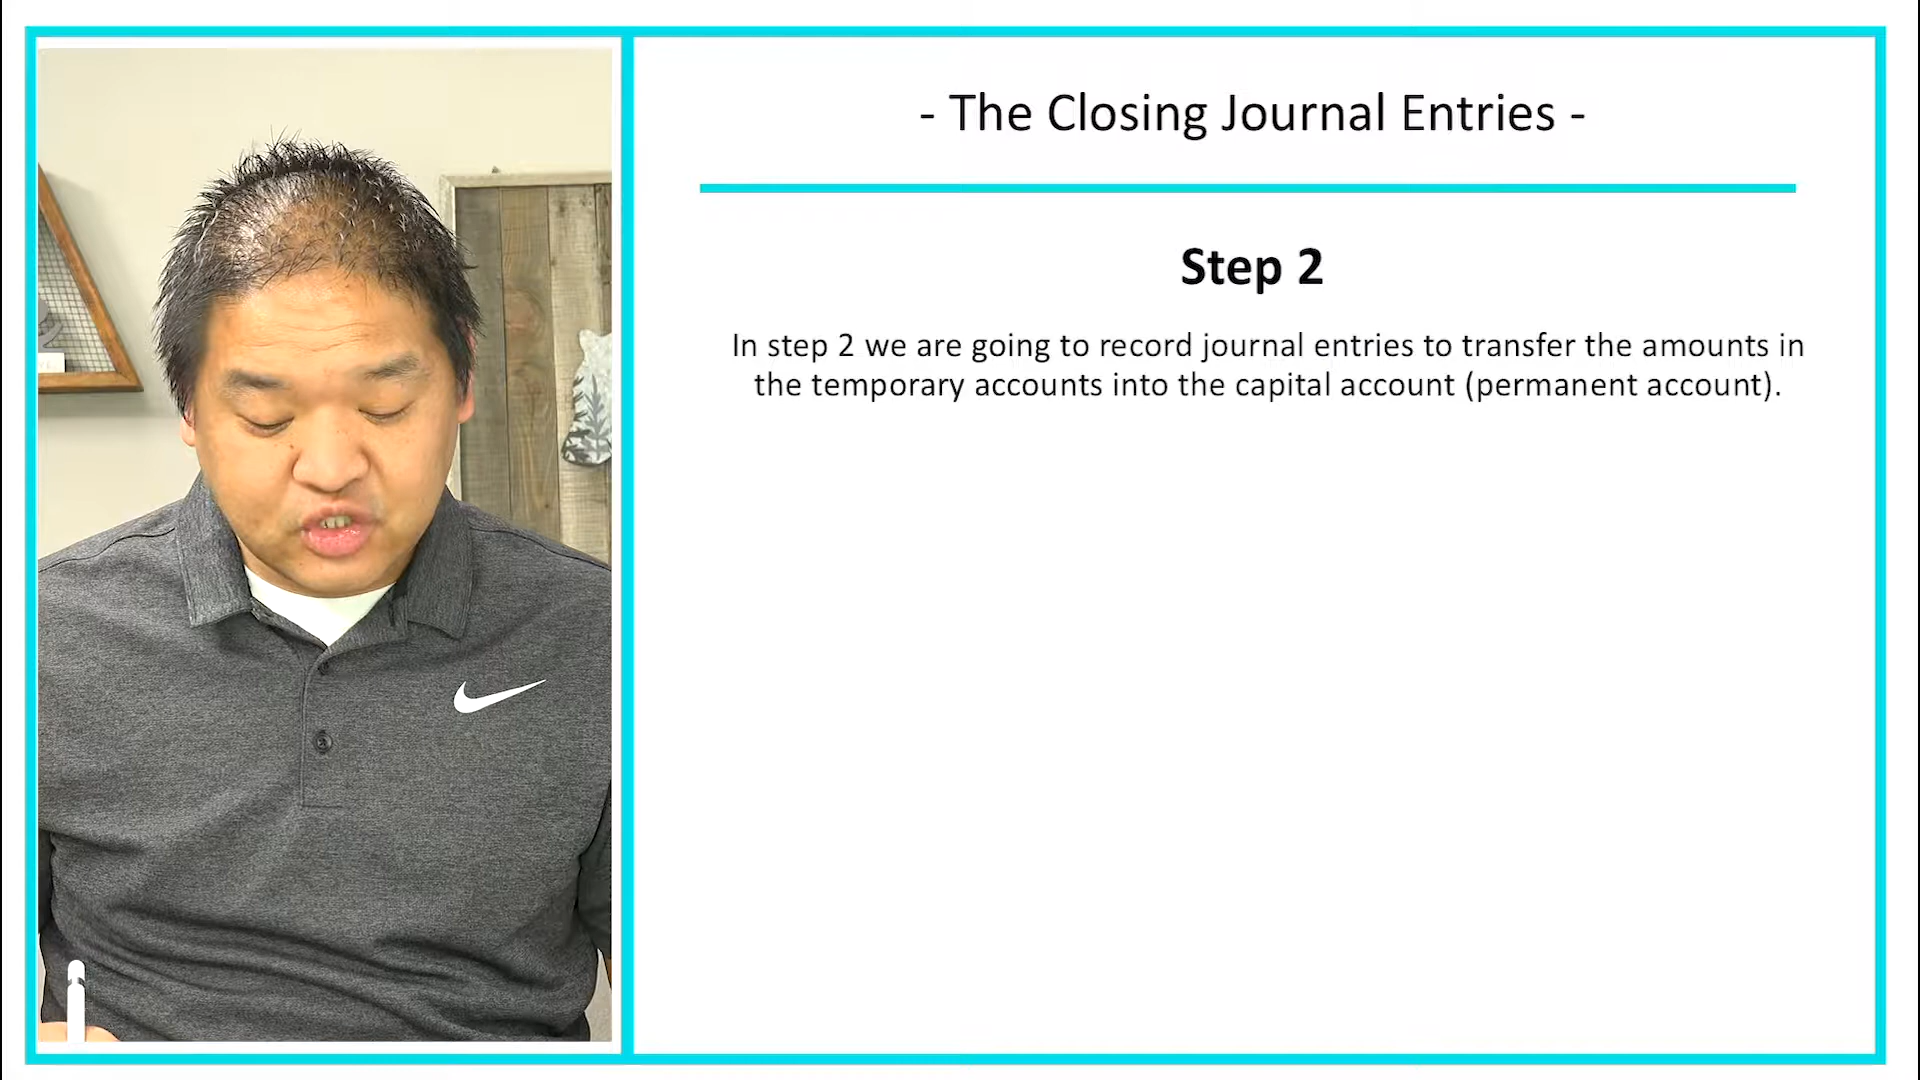 - The Closing Journal Entries -
Step 2
In step 2 we are going to record journal entries to transfer the amounts in
the temporary accounts into the capital account (permanent account).